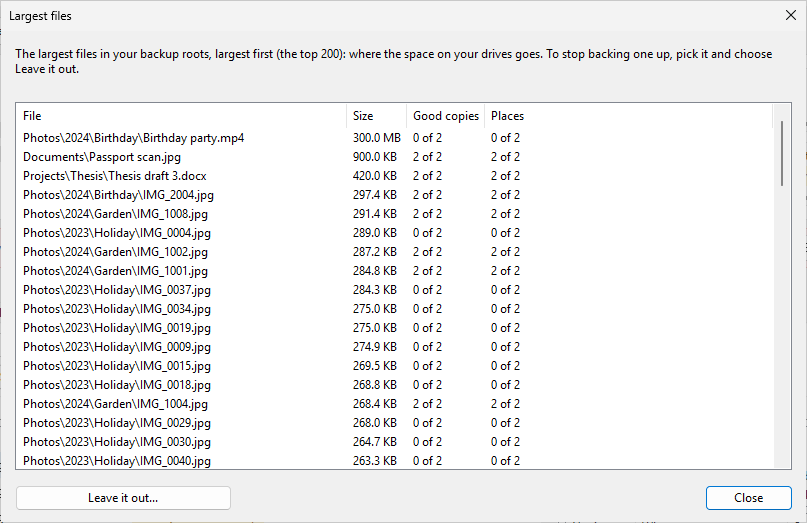 Largest files
The largest files in your backup roots, largest first (the top 200): where the space on your drives goes. To stop backing one up, pick it and choose
Leave it out.
File Size Good copies Places
Photos\2024\Birthday\Birthday party.mp4 300.0 MB 0 of 2 0 of 2
Documents\Passport scan.jpg 900.0 KB 2 of 2 2 of 2
Projects\Thesis\Thesis draft 3.docx 420.0 KB 2 of 2 2 of 2
Photos\2024\Birthday\IMG_2004.jpg 297.4 KB 2 of 2 2 of 2
Photos\2024\Garden\IMG_1008.jpg 291.4 KB 2 of 2 2 of 2
Photos\2023\Holiday\IMG_0004.jpg 289.0 KB 0 of 2 0 of 2
Photos\2024\Garden\IMG_1002.jpg 287.2 KB 2 of 2 2 of 2
Photos\2024\Garden\IMG_1001.jpg 284.8 KB 2 of 2 2 of 2
Photos\2023\Holiday\IMG_0037.jpg 284.3 KB 0 of 2 0 of 2
Photos\2023\Holiday\IMG_0034.jpg 275.0 KB 0 of 2 0 of 2
Photos\2023\Holiday\IMG_0019.jpg 275.0 KB 0 of 2 0 of 2
Photos\2023\Holiday\IMG_0009.jpg 274.9 KB 0 of 2 0 of 2
Photos\2023\Holiday\IMG_0015.jpg 269.5 KB 0 of 2 0 of 2
Photos\2023\Holiday\IMG_0018.jpg 268.8 KB 0 of 2 0 of 2
Photos\2024\Garden\IMG_1004.jpg 268.4 KB 2 of 2 2 of 2
Photos\2023\Holiday\IMG_0029.jpg 268.0 KB 0 of 2 0 of 2
Photos\2023\Holiday\IMG_0030.jpg 264.7 KB 0 of 2 0 of 2
Photos\2023\Holiday\IMG_0040.jpg 263.3 KB 0 of 2 0 of 2
Leave it out... Close